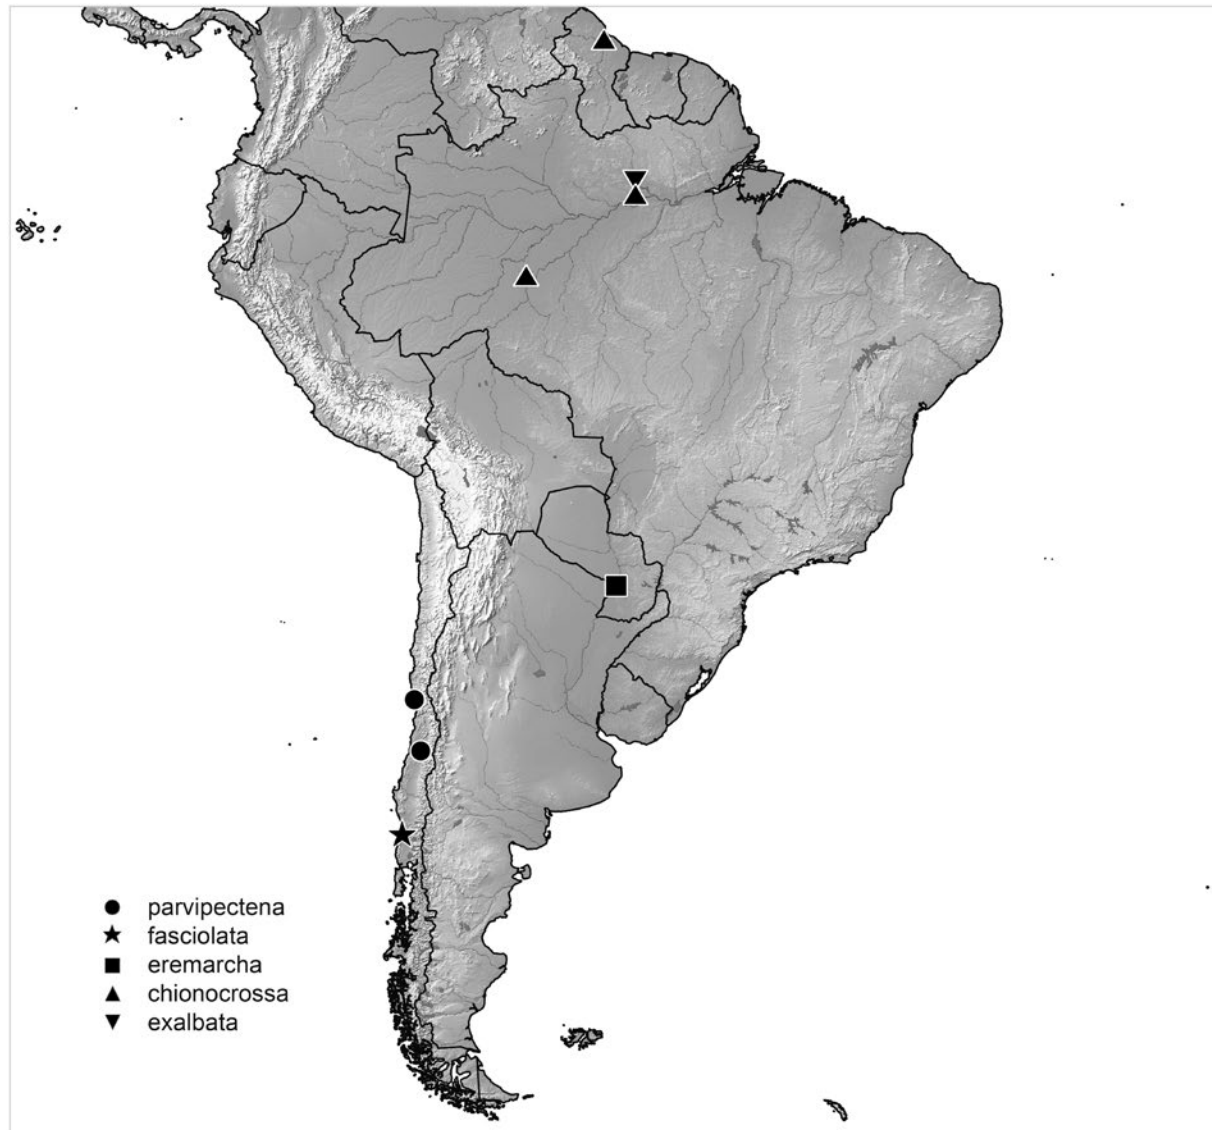 parvipectena
fasciolata
eremarcha
chionocrossa
exalbata